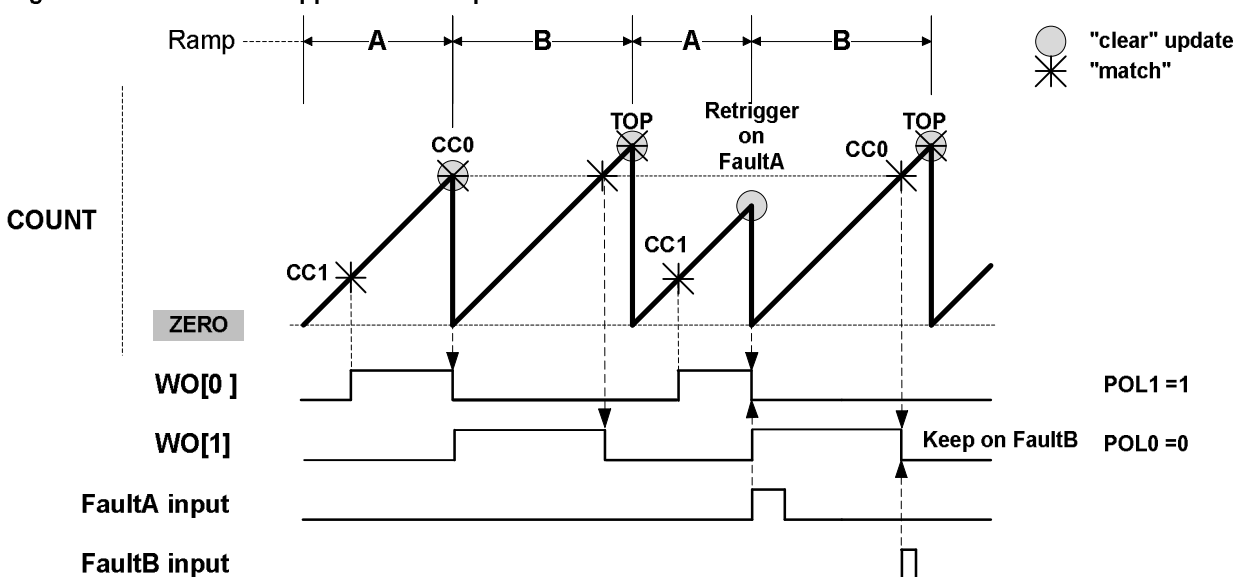 Ramp A B A B
"clear" update
"match"
Retrigger
on
FaultA
TOP
TOP
CC0
CC0
COUNT
CC1
CC1
ZERO
WO[0 ]
POL1 =1
WO[1]
Keep on FaultB
POL0 =0
FaultA input
FaultB input